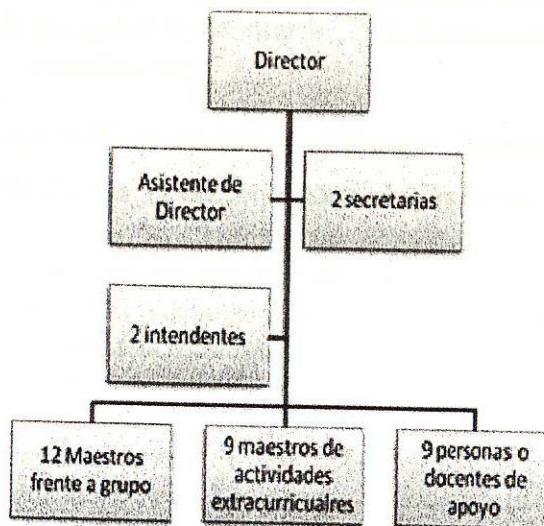 Director
Asistente de
Director
2 secretarias
2 intendentes
12 Maestros
frente a grupo
9 maestros de
actividades
extracurricualres
9 personas o
docentes de
apoyo